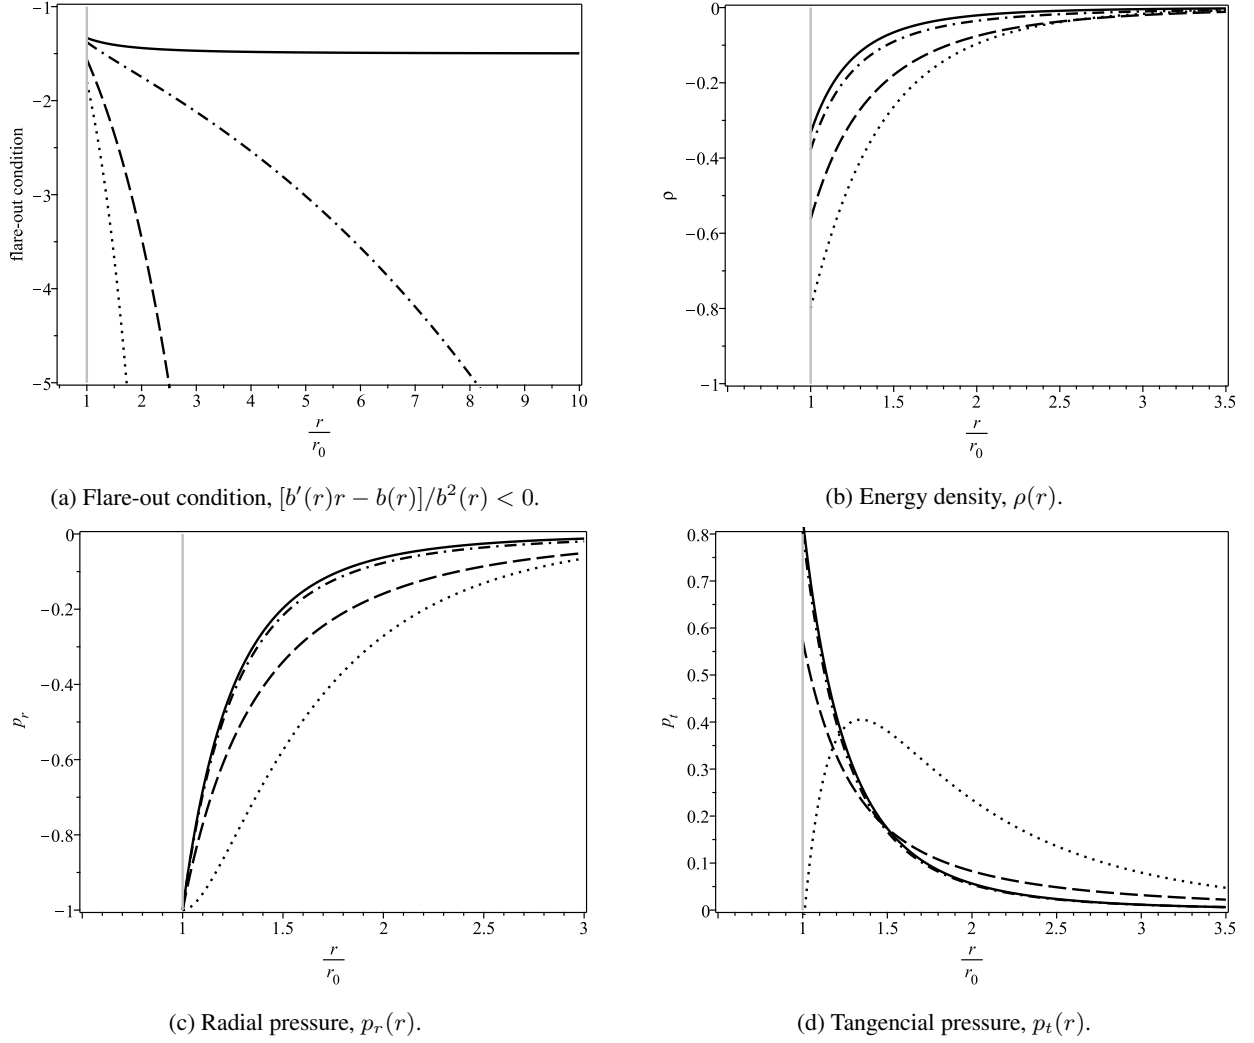 flare-out condition
−1
−2
−3
−4
−5
1 2 3 4 5 6 7 8 9 10
r
r0
(a) Flare-out condition, [b′(r)r − b(r)]/b²(r) < 0.
ρ
0
−0.2
−0.4
−0.6
−0.8
−1
1 1.5 2 2.5 3 3.5
r
r0
(b) Energy density, ρ(r).
pr
0
−0.2
−0.4
−0.6
−0.8
−1
1 1.5 2 2.5 3
r
r0
(c) Radial pressure, pr(r).
pt
0.8
0.7
0.6
0.5
0.4
0.3
0.2
0.1
0
1 1.5 2 2.5 3 3.5
r
r0
(d) Tangencial pressure, pt(r).